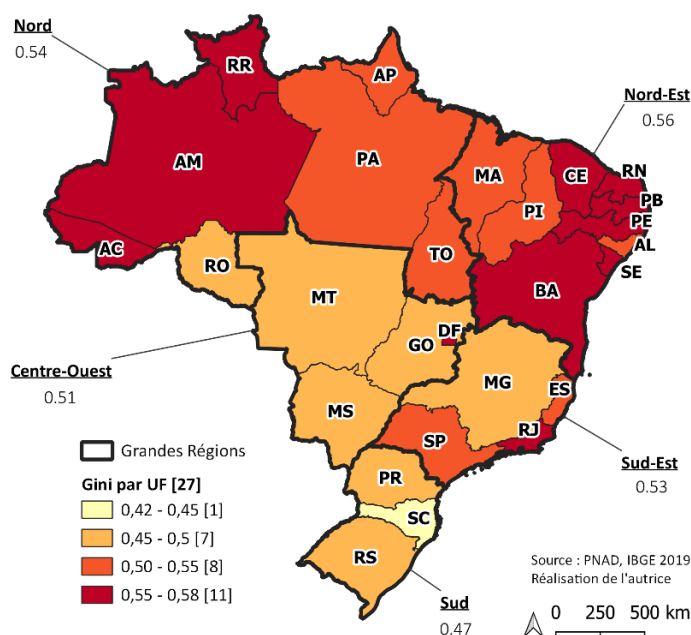 Nord
0.54
RR
AP
Nord-Est
0.56
AM
PA
MA
CE
RN
PB
PI
PE
AC
AL
TO
SE
RO
BA
MT
DF
GO
Centre-Ouest
0.51
MG
ES
MS
SP
RJ
Grandes Régions
Sud-Est
0.53
PR
Gini par UF [27]
0,42 - 0,45 [1]
SC
0,45 - 0,5 [7]
0,50 - 0,55 [8]
RS
0,55 - 0,58 [11]
Source : PNAD, IBGE 2019
Réalisation de l'autrice
Sud
0.47
0 250 500 km